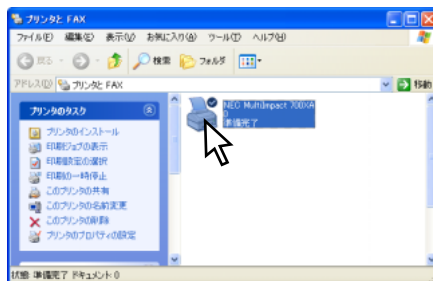 プリンタと FAX
ファイル(F) 編集(E) 表示(V) お気に入り(A) ツール(T) ヘルプ(H)
戻る 検索 フォルダ
アドレス(D) プリンタと FAX 移動
プリンタのタスク
プリンタのインストール
印刷ジョブの表示
印刷設定の選択
印刷の一時停止
このプリンタの共有
このプリンタの名前変更
このプリンタの削除
プリンタのプロパティの設定
NEC MultiImpact 700XA
0
準備完了
状態: 準備完了 ドキュメント: 0